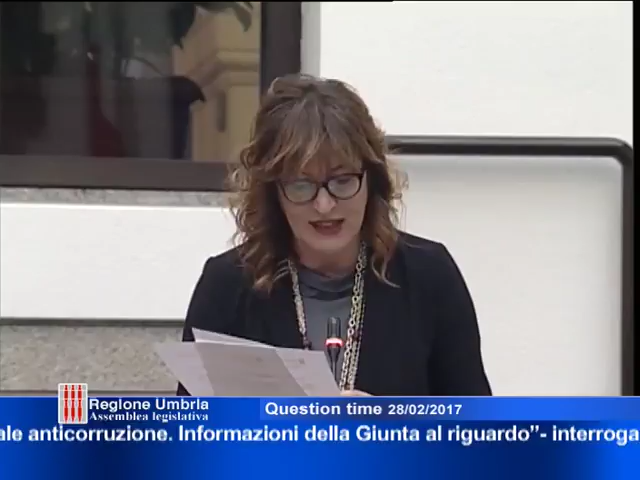 Regione Umbria
Assemblea legislativa
Question time 28/02/2017
ale anticorruzione. Informazioni della Giunta al riguardo”- interroga